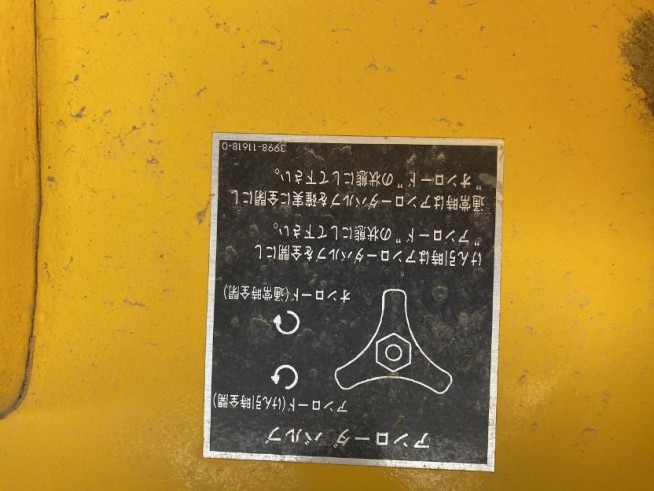 アンローダ バルブ
アンロード(けん引時全開)
オンロード(通常時全閉)
けん引時はアンローダバルブを全開にし
"アンロード"の状態にして下さい。
通常時はアンローダバルブを確実に全閉にし
"オンロード"の状態にして下さい。
3998-11618-0